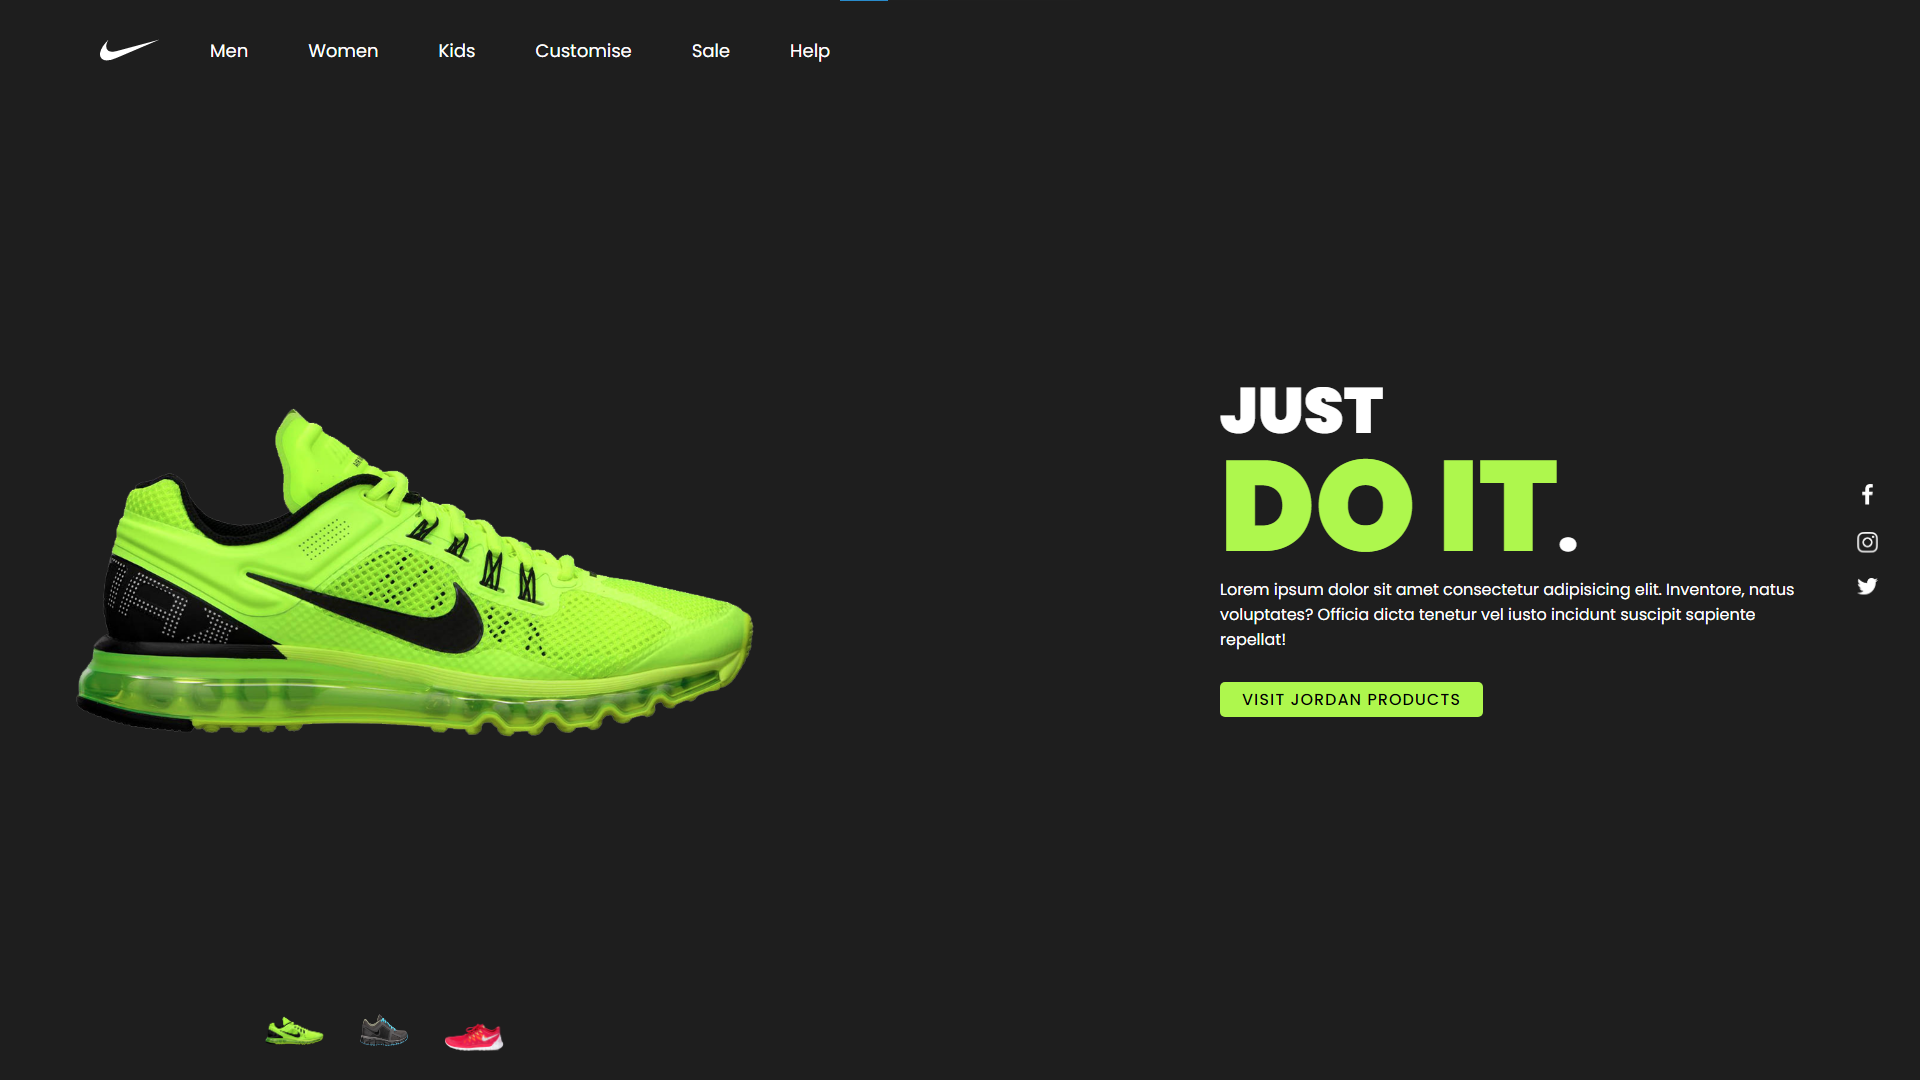 Men Women Kids Customise Sale Help
JUST
DO IT.
Lorem ipsum dolor sit amet consectetur adipisicing elit. Inventore, natus
voluptates? Officia dicta tenetur vel iusto incidunt suscipit sapiente
repellat!
VISIT JORDAN PRODUCTS